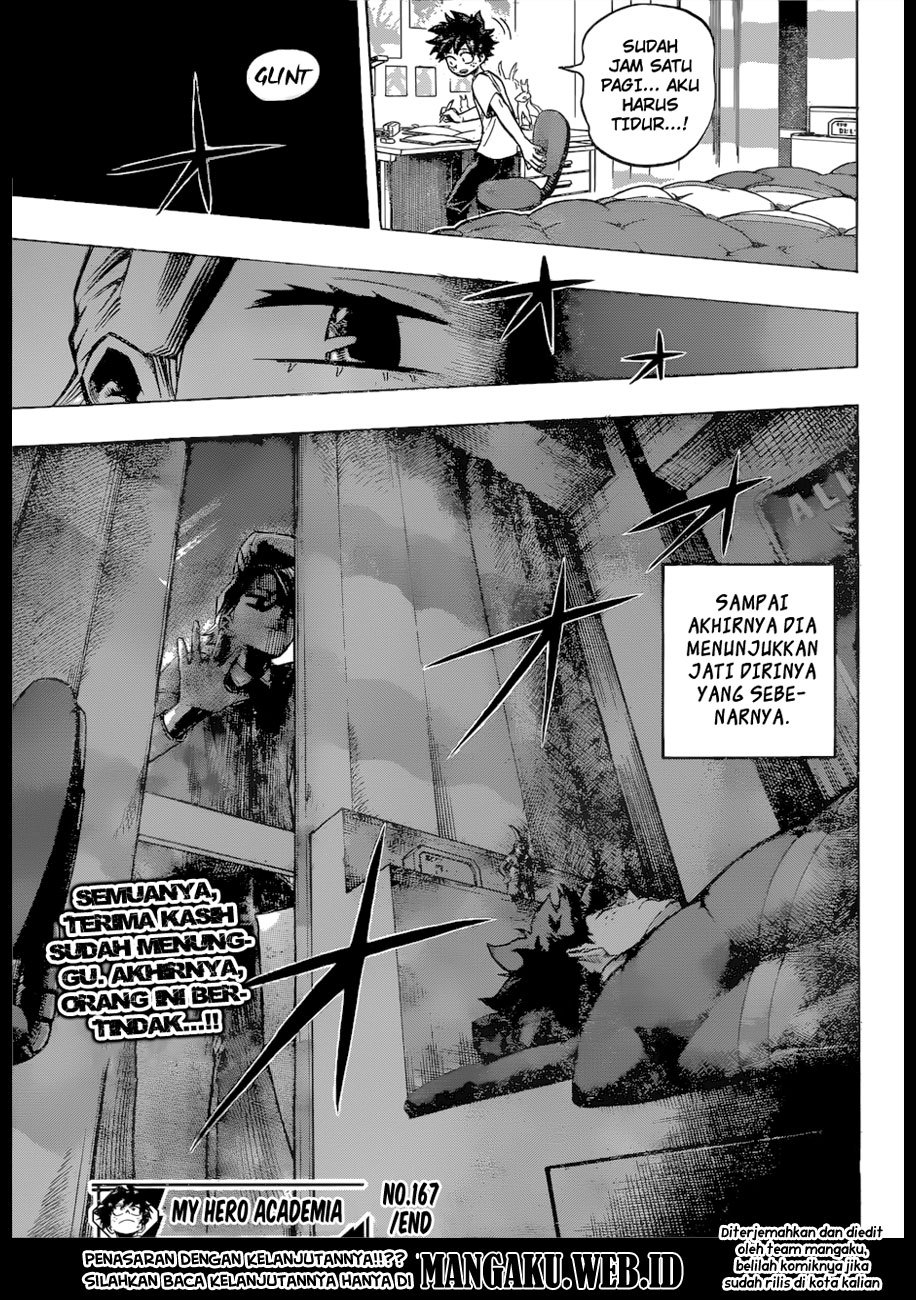 SUDAH
JAM SATU
PAGI... AKU
HARUS
TIDUR...!
GLINT
ALL
SAMPAI
AKHIRNYA DIA
MENUNJUKKAN
JATI DIRINYA
YANG SEBE-
NARNYA.
SEMUANYA,
TERIMA KASIH
SUDAH MENUNG-
GU. AKHIRNYA,
ORANG INI BER-
TINDAK...!!
MY HERO ACADEMIA
NO.167
/END
PENASARAN DENGAN KELANJUTANNYA!!??
SILAHKAN BACA KELANJUTANNYA HANYA DI
MANGAKU.WEB.ID
Diterjemahkan dan diedit
oleh team mangaku,
belilah komiknya jika
sudah rilis di kota kalian